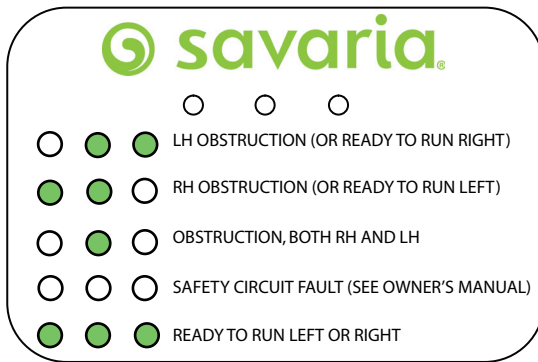 savaria®
LH OBSTRUCTION (OR READY TO RUN RIGHT)
RH OBSTRUCTION (OR READY TO RUN LEFT)
OBSTRUCTION, BOTH RH AND LH
SAFETY CIRCUIT FAULT (SEE OWNER'S MANUAL)
READY TO RUN LEFT OR RIGHT